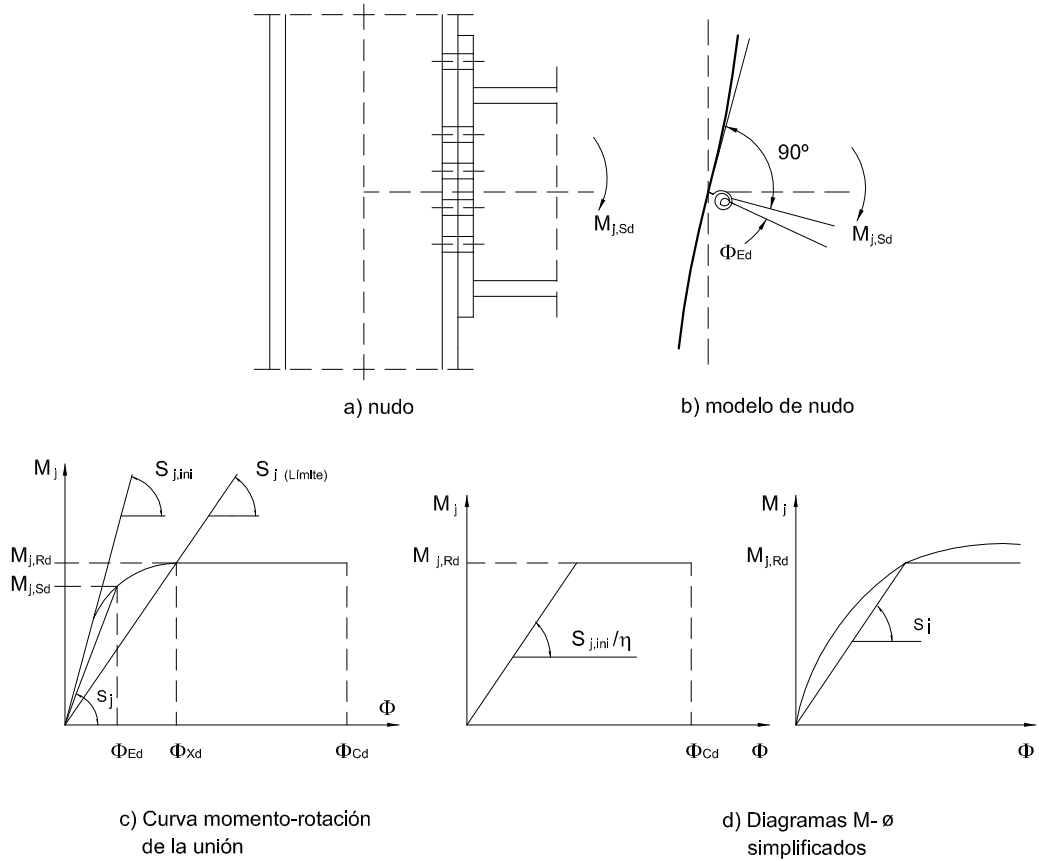 M j,Sd
a) nudo
90º
Φ Ed
M j,Sd
b) modelo de nudo
M j
S j,ini
S j (Límite)
M j,Rd
M j,Sd
s j
Φ
Φ Ed
Φ Xd
Φ Cd
c) Curva momento-rotación
de la unión
M j
M j,Rd
S j,ini /η
Φ Cd
Φ
M j
M j,Rd
s i
Φ
d) Diagramas M- ø
simplificados